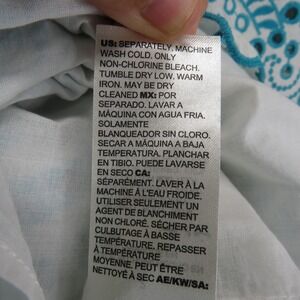 US: SEPARATELY. MACHINE
WASH COLD. ONLY
NON-CHLORINE BLEACH.
TUMBLE DRY LOW. WARM
IRON. MAY BE DRY
CLEANED MX: POR
SEPARADO. LAVAR A
MÁQUINA CON AGUA FRIA.
SOLAMENTE
BLANQUEADOR SIN CLORO.
SECAR A MÁQUINA A BAJA
TEMPERATURA. PLANCHAR
EN TIBIO. PUEDE LAVARSE
EN SECO CA:
SÉPARÉMENT. LAVER À LA
MACHINE À L'EAU FROIDE.
UTILISER SEULEMENT UN
AGENT DE BLANCHIMENT
NON CHLORÉ. SÉCHER PAR
CULBUTAGE À BASSE
TEMPÉRATURE. REPASSER
À TEMPÉRATURE
MOYENNE. PEUT ÊTRE
NETTOYÉ À SEC AE/KW/SA: